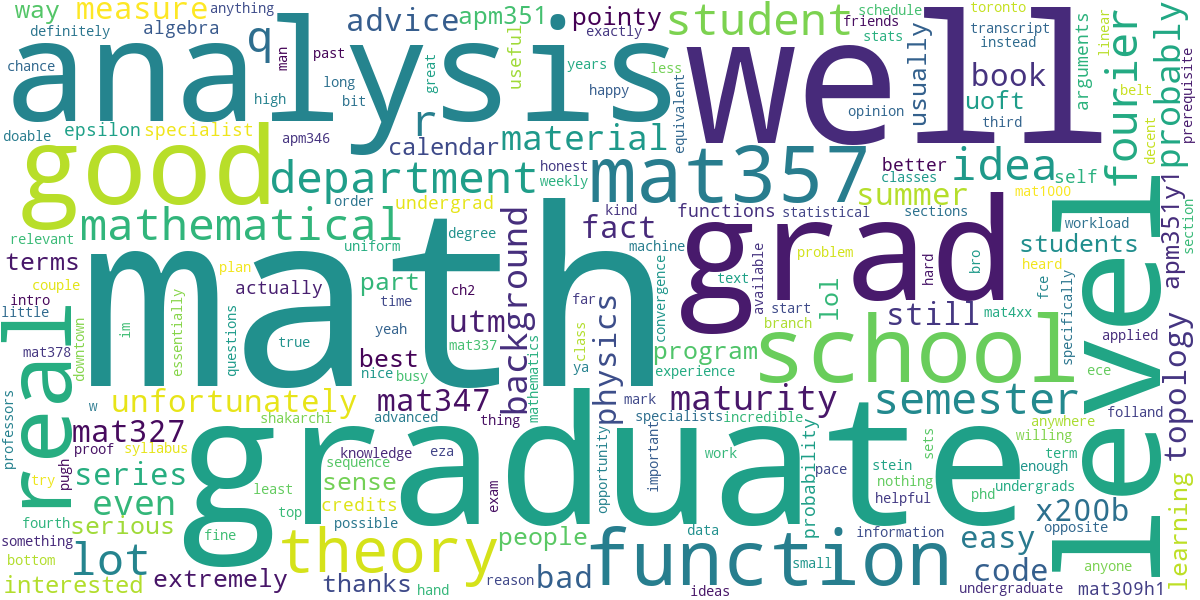 way
measure
anything
definitely
algebra
q
advice
apm351
pointy
student
friends
schedule
toronto
exactly
stats
transcript
linear
instead
man
past
chance
analysis
well
useful
years
less
usually
book
arguments
fourier
belt
probably
prerequisite
great
long
bit
high
happy
opinion
uoft
third
doable
epsilon
specialist
apm346
r
calendar
material
equivalent
decent
good
department
honest
weekly
mat357
better
classes
idea
self
mat1000
summer
order
undergrad
mathematical
fact
kind
functions
statistical
sections
workload
apm351y1
section
relevant
uniform
degree
machine
still
students
heard
terms
plan
part
background
math
grad
level
couple
actually
time
ch2
text
available
problem
hard
bro
fce
specifically
intro
little
im
questions
yeah
utm
physics
far
convergence
start
branch
lol
mat4xx
applied
real
mat378
downtown
essentially
true
mat337
best
nice
busy
class
ya
program
experience
school
ece
topology
professors
w
unfortunately
mat347
mathematics
mark
maturity
semester
folland
shakarchi
advanced
thing
specialists
incredible
anywhere
mat327
proof
syllabus
graduate
knowledge
eza
opportunity
important
work
probability
sets
willing
term
pugh
try
series
sequence
sense
pace
stein
enough
nothing
undergrads
learning
least
top
credits
exam
helpful
phd
even
fourth
serious
possible
people
data
information
x200b
opposite
something
fine
theory
function
easy
anyone
bottom
lot
small
code
interested
extremely
thanks
hand
reason
bad
ideas
undergraduate
mat309h1